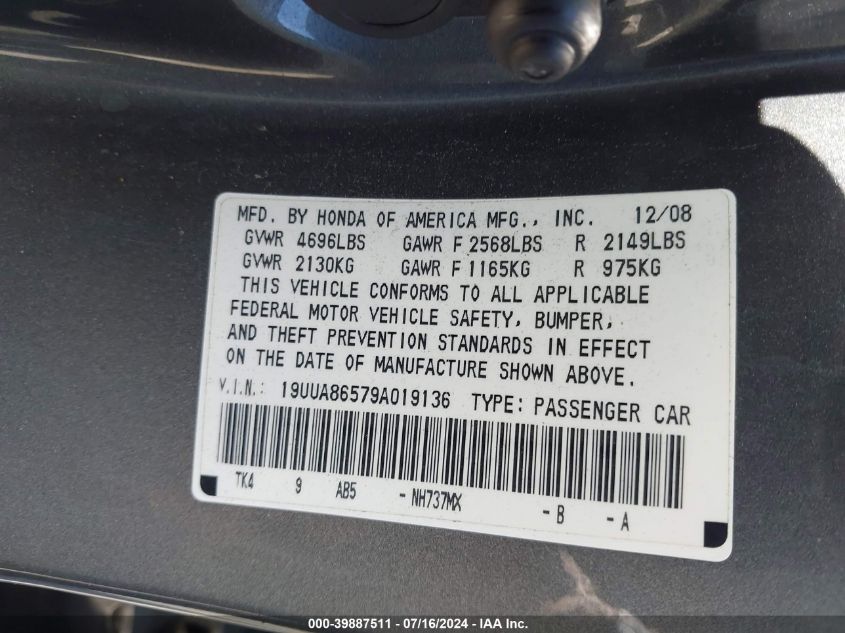 MFD. BY HONDA OF AMERICA MFG., INC. 12/08
GVWR 4696LBS GAWR F 2568LBS R 2149LBS
GVWR 2130KG GAWR F 1165KG R 975KG
THIS VEHICLE CONFORMS TO ALL APPLICABLE
FEDERAL MOTOR VEHICLE SAFETY, BUMPER,
AND THEFT PREVENTION STANDARDS IN EFFECT
ON THE DATE OF MANUFACTURE SHOWN ABOVE.
V.I.N.: 19UUA86579A019136 TYPE: PASSENGER CAR
TK4 9 AB5 - NH737MX - B - A
000-39887511 - 07/16/2024 - IAA Inc.